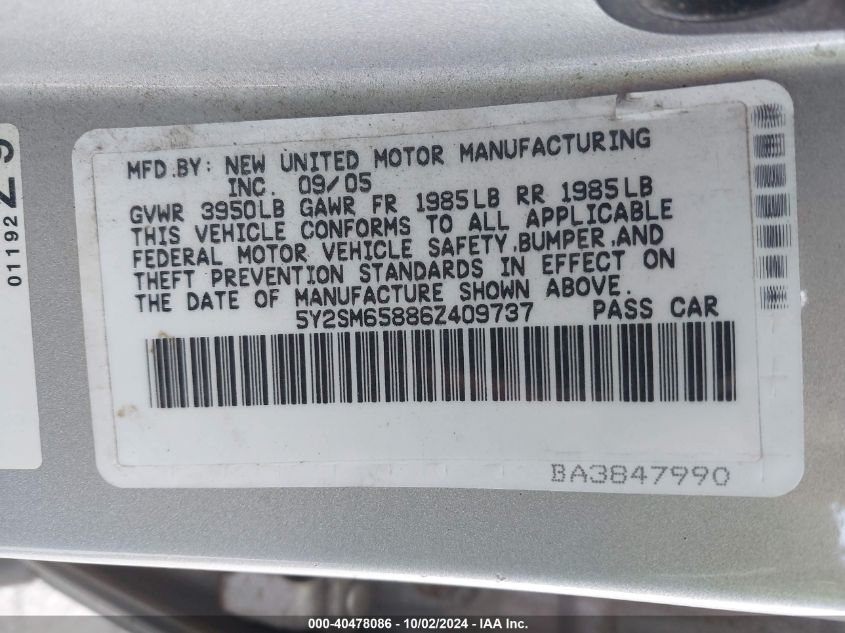 MFD.BY: NEW UNITED MOTOR MANUFACTURING
INC. 09/05
GVWR 3950LB GAWR FR 1985LB RR 1985LB
THIS VEHICLE CONFORMS TO ALL APPLICABLE
FEDERAL MOTOR VEHICLE SAFETY,BUMPER,AND
THEFT PREVENTION STANDARDS IN EFFECT ON
THE DATE OF MANUFACTURE SHOWN ABOVE.
5Y2SM65886Z409737 PASS CAR
BA3847990
01192
000-40478086 - 10/02/2024 - IAA Inc.